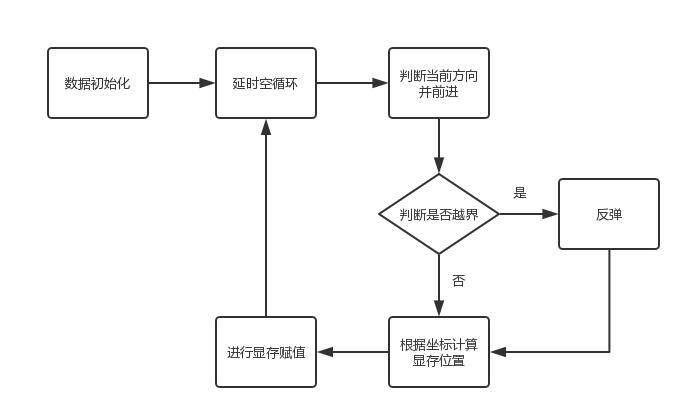 数据初始化
延时空循环
判断当前方向
并前进
判断是否越界
是
反弹
否
进行显存赋值
根据坐标计算
显存位置